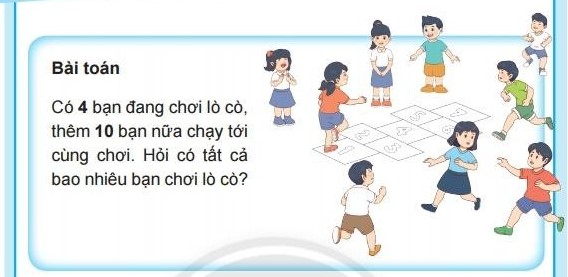 Bài toán
Có 4 bạn đang chơi lò cò,
thêm 10 bạn nữa chạy tới
cùng chơi. Hỏi có tất cả
bao nhiêu bạn chơi lò cò?